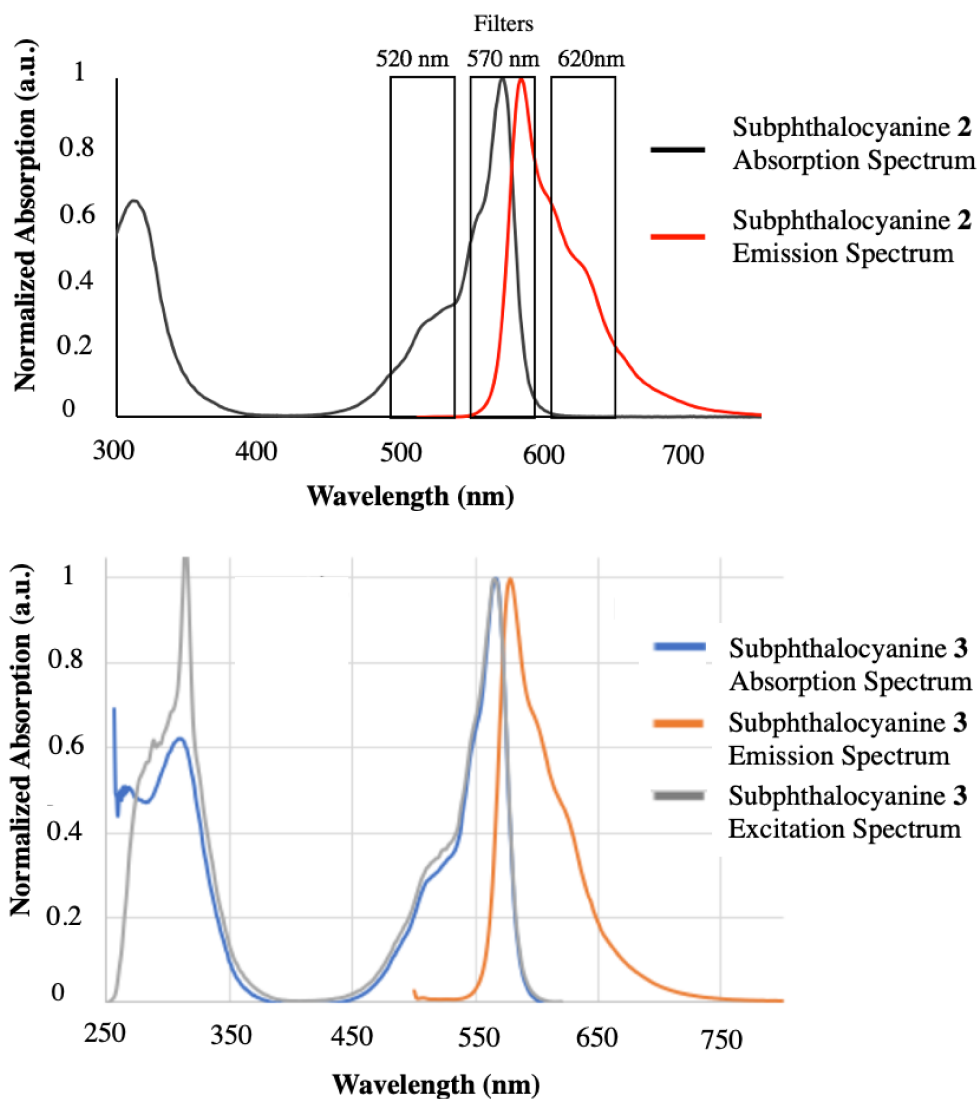 Filters
520 nm 570 nm 620nm
Normalized Absorption (a.u.)
1
0.8
0.6
0.4
0.2
0
300 400 500 600 700
Wavelength (nm)
Subphthalocyanine 2
Absorption Spectrum
Subphthalocyanine 2
Emission Spectrum
Normalized Absorption (a.u.)
1
0.8
0.6
0.4
0.2
0
250 350 450 550 650 750
Wavelength (nm)
Subphthalocyanine 3
Absorption Spectrum
Subphthalocyanine 3
Emission Spectrum
Subphthalocyanine 3
Excitation Spectrum